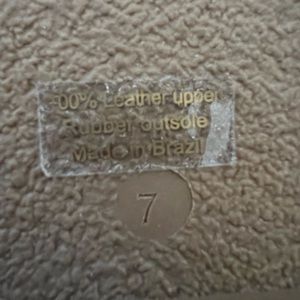 00% Leather upper
Rubber outsole
Made in Brazil
7